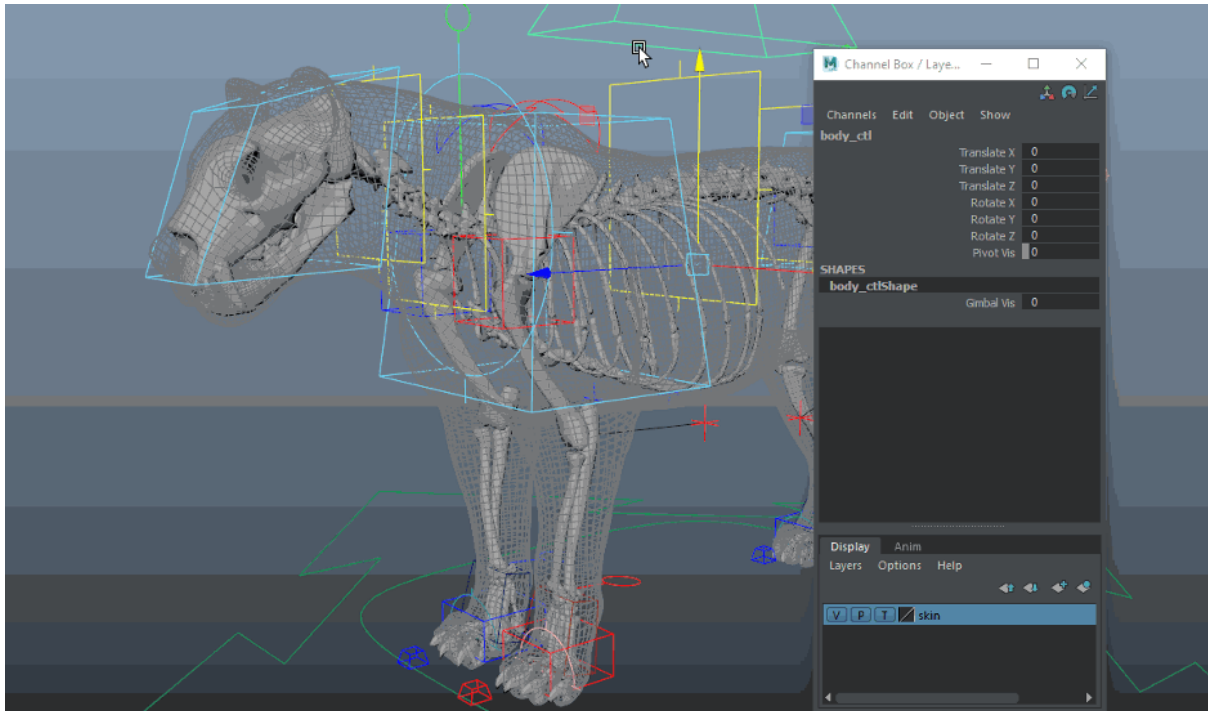 Channel Box / Laye...
Channels Edit Object Show
body_ctl
Translate X 0
Translate Y 0
Translate Z 0
Rotate X 0
Rotate Y 0
Rotate Z 0
Pivot Vis 0
SHAPES
body_ctlShape
Gimbal Vis 0
Display Anim
Layers Options Help
V P T skin